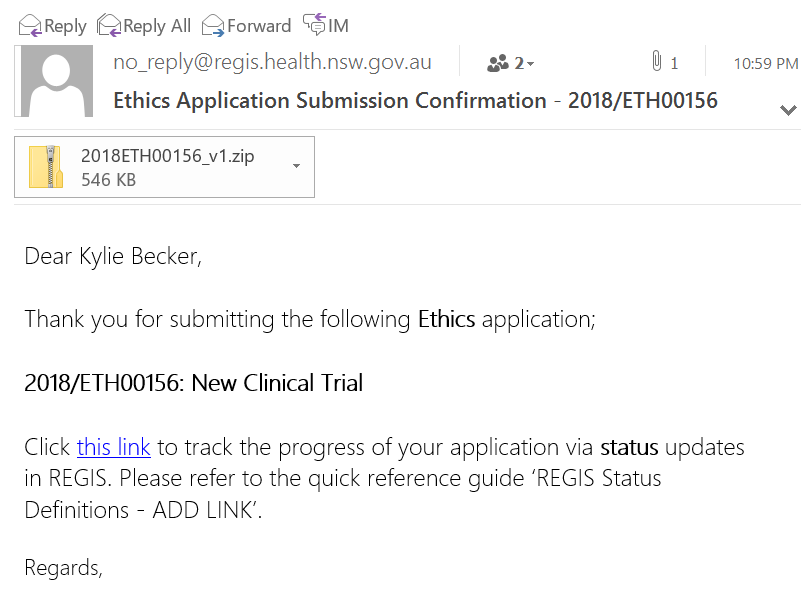 Reply Reply All Forward IM
no_reply@regis.health.nsw.gov.au 2 1 10:59 PM
Ethics Application Submission Confirmation - 2018/ETH00156
2018ETH00156_v1.zip
546 KB
Dear Kylie Becker,
Thank you for submitting the following Ethics application;
2018/ETH00156: New Clinical Trial
Click this link to track the progress of your application via status updates
in REGIS. Please refer to the quick reference guide ‘REGIS Status
Definitions - ADD LINK’.
Regards,